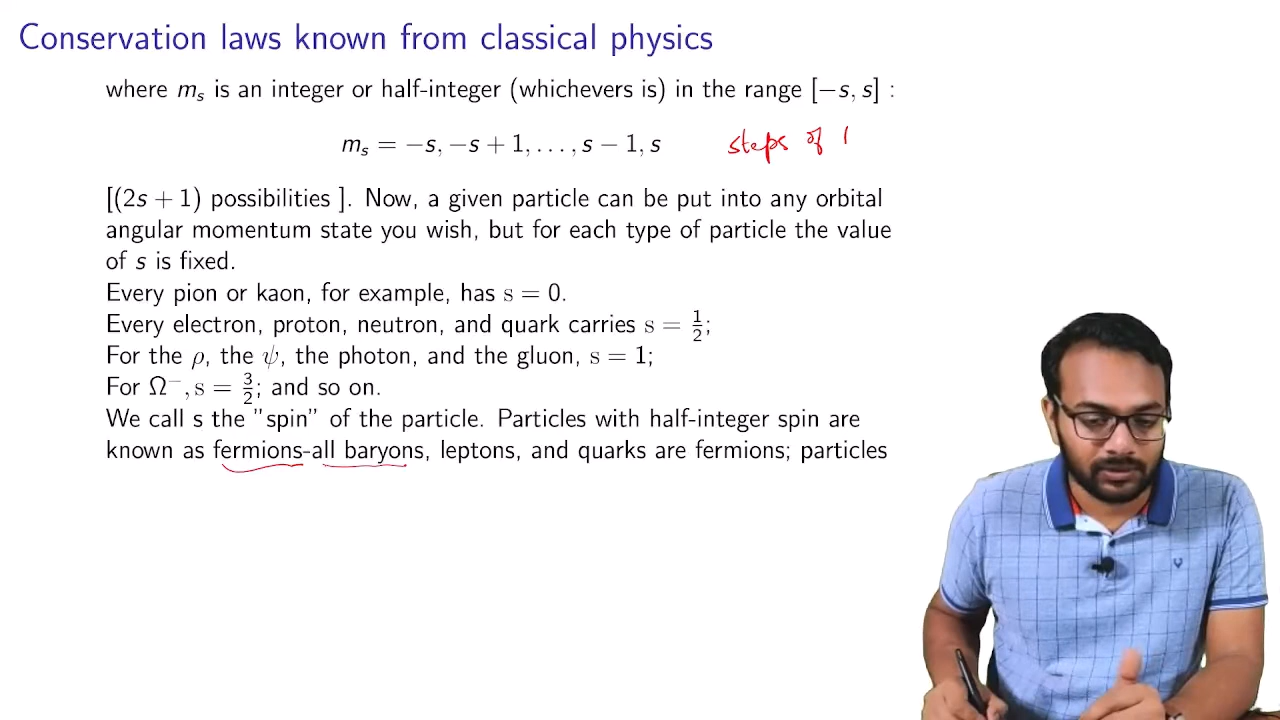 Conservation laws known from classical physics
where mₛ is an integer or half-integer (whichevers is) in the range [−s, s] :
mₛ = −s, −s + 1, . . . , s − 1, s steps of 1
[(2s + 1) possibilities ]. Now, a given particle can be put into any orbital
angular momentum state you wish, but for each type of particle the value
of s is fixed.
Every pion or kaon, for example, has s = 0.
Every electron, proton, neutron, and quark carries s = 1/2;
For the ρ, the ψ, the photon, and the gluon, s = 1;
For Ω⁻, s = 3/2; and so on.
We call s the "spin" of the particle. Particles with half-integer spin are
known as fermions-all baryons, leptons, and quarks are fermions; particles